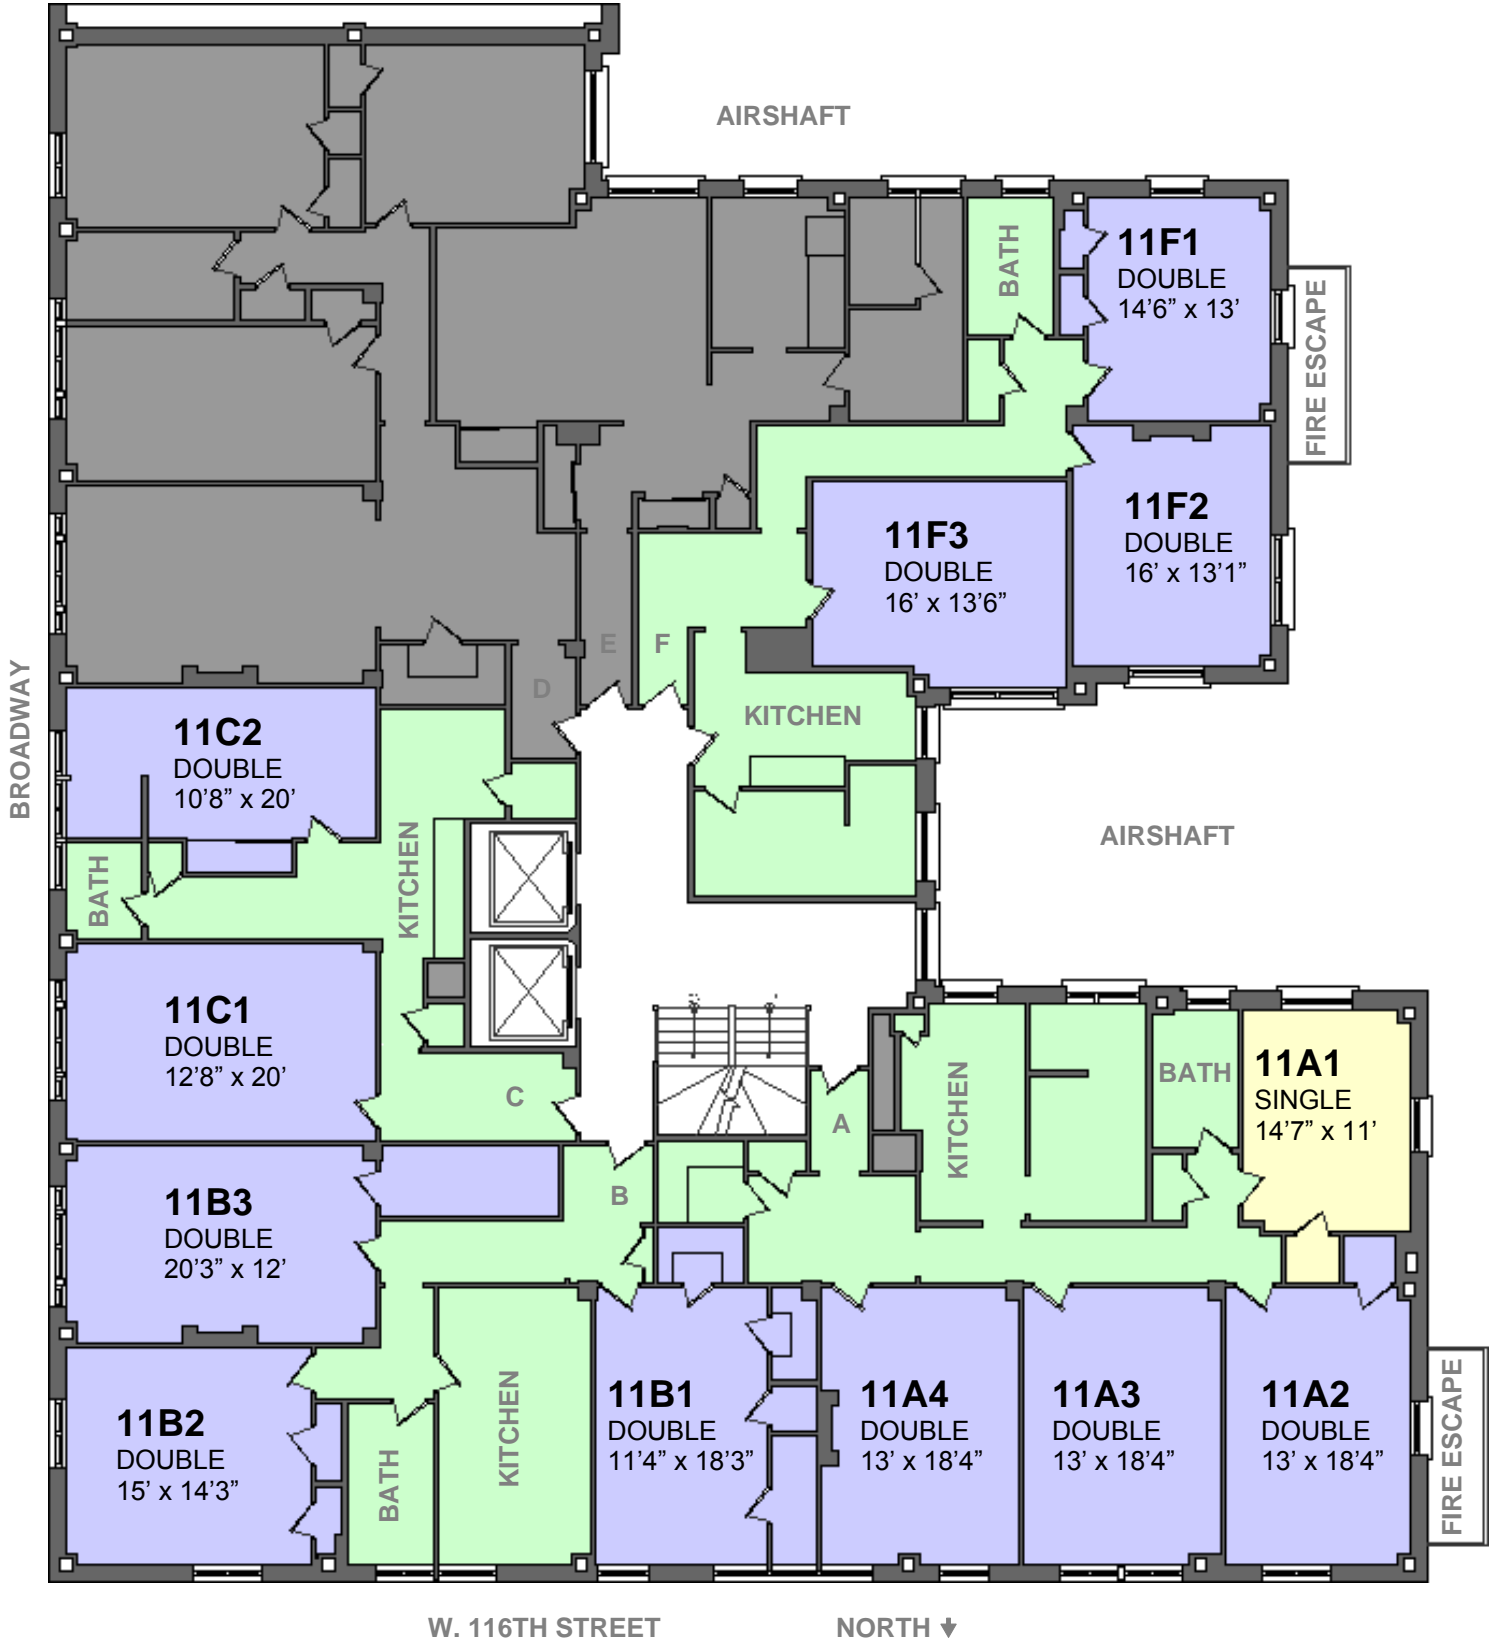 AIRSHAFT
BATH
11F1
DOUBLE
14'6” x 13'
FIRE ESCAPE
11F2
DOUBLE
16’ x 13’1”
11F3
DOUBLE
16’ x 13’6”
E
F
D
BROADWAY
11C2
DOUBLE
10’8” x 20’
KITCHEN
AIRSHAFT
KITCHEN
BATH
11C1
DOUBLE
12’8” x 20’
C
A
KITCHEN
BATH
11A1
SINGLE
14’7” x 11’
B
11B3
DOUBLE
20’3” x 12’
11B2
DOUBLE
15’ x 14’3”
BATH
KITCHEN
11B1
DOUBLE
11’4” x 18’3”
11A4
DOUBLE
13’ x 18’4”
11A3
DOUBLE
13’ x 18’4”
11A2
DOUBLE
13’ x 18’4”
FIRE ESCAPE
W. 116TH STREET
NORTH